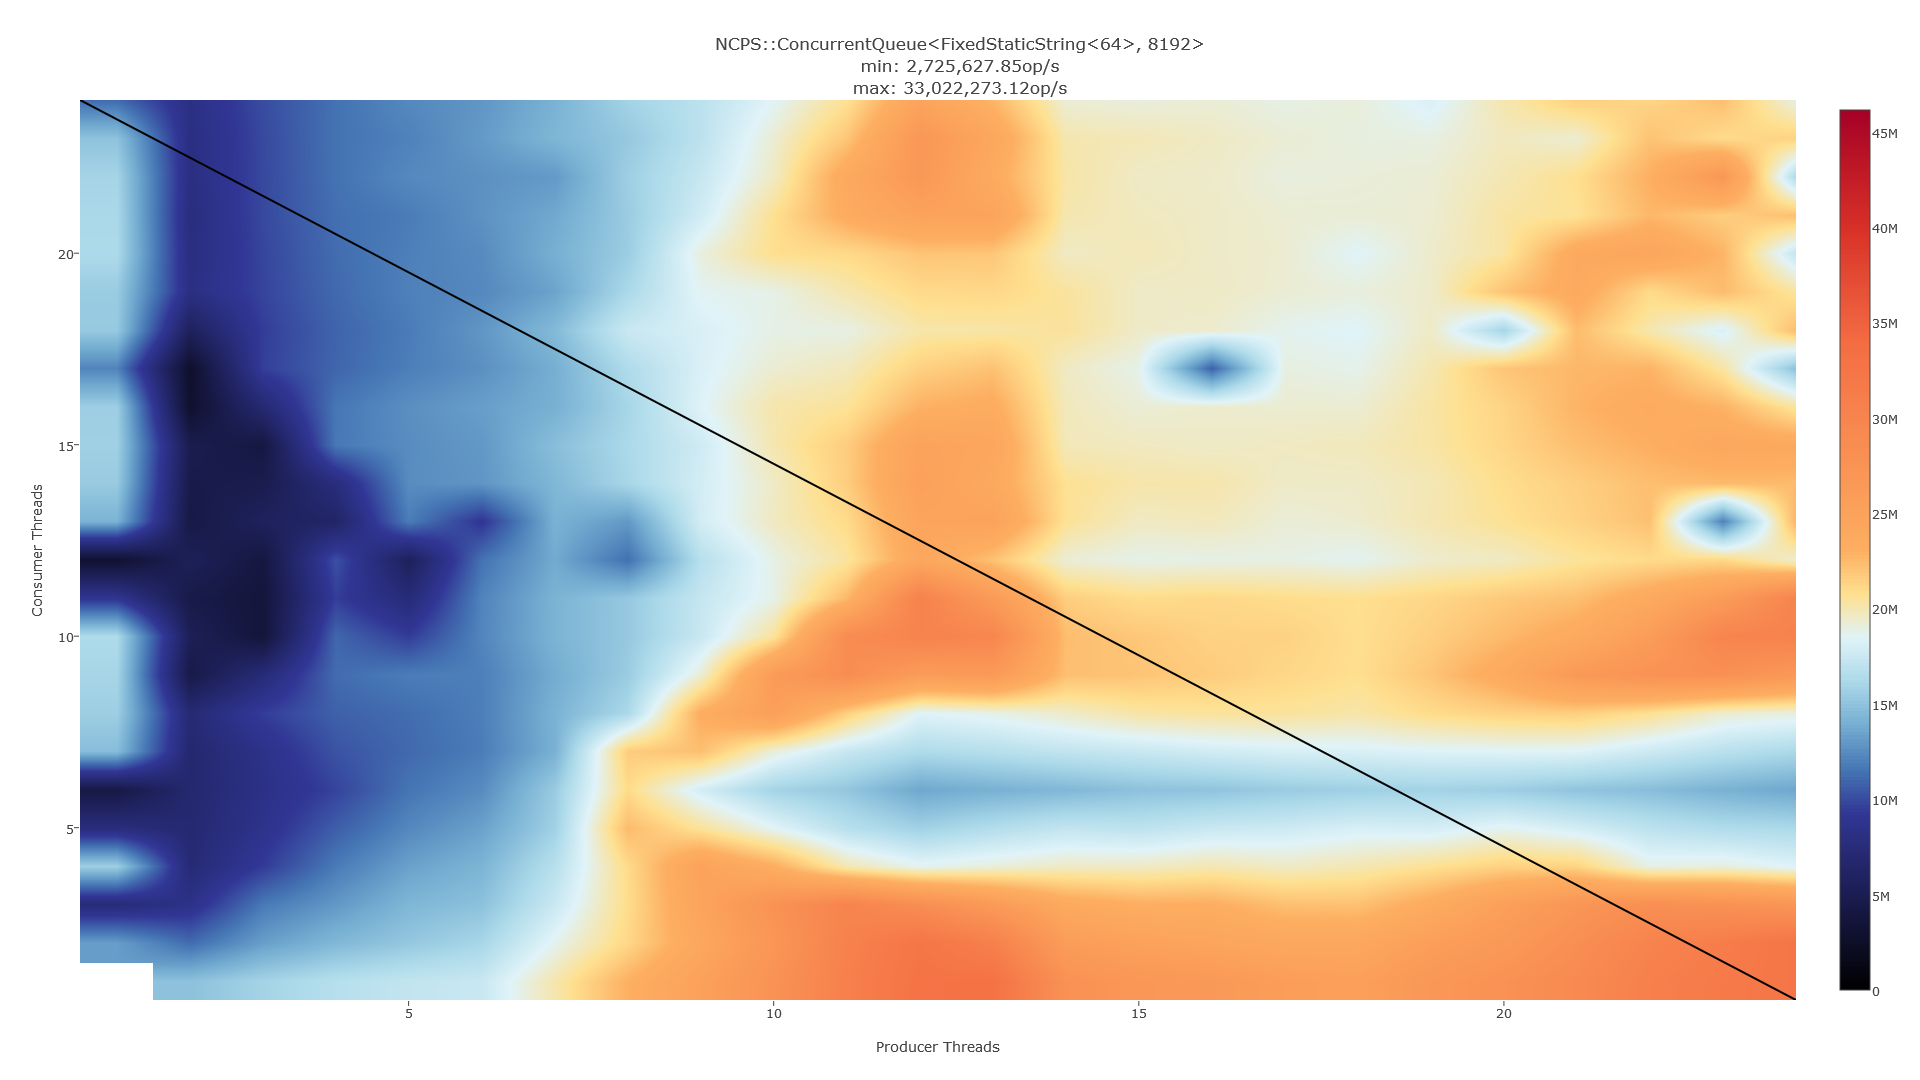 NCPS::ConcurrentQueue<FixedStaticString<64>, 8192>
min: 2,725,627.85op/s
max: 33,022,273.12op/s
45M
40M
35M
30M
25M
20M
15M
10M
5M
0
20
15
10
5
Consumer Threads
5
10
15
20
Producer Threads